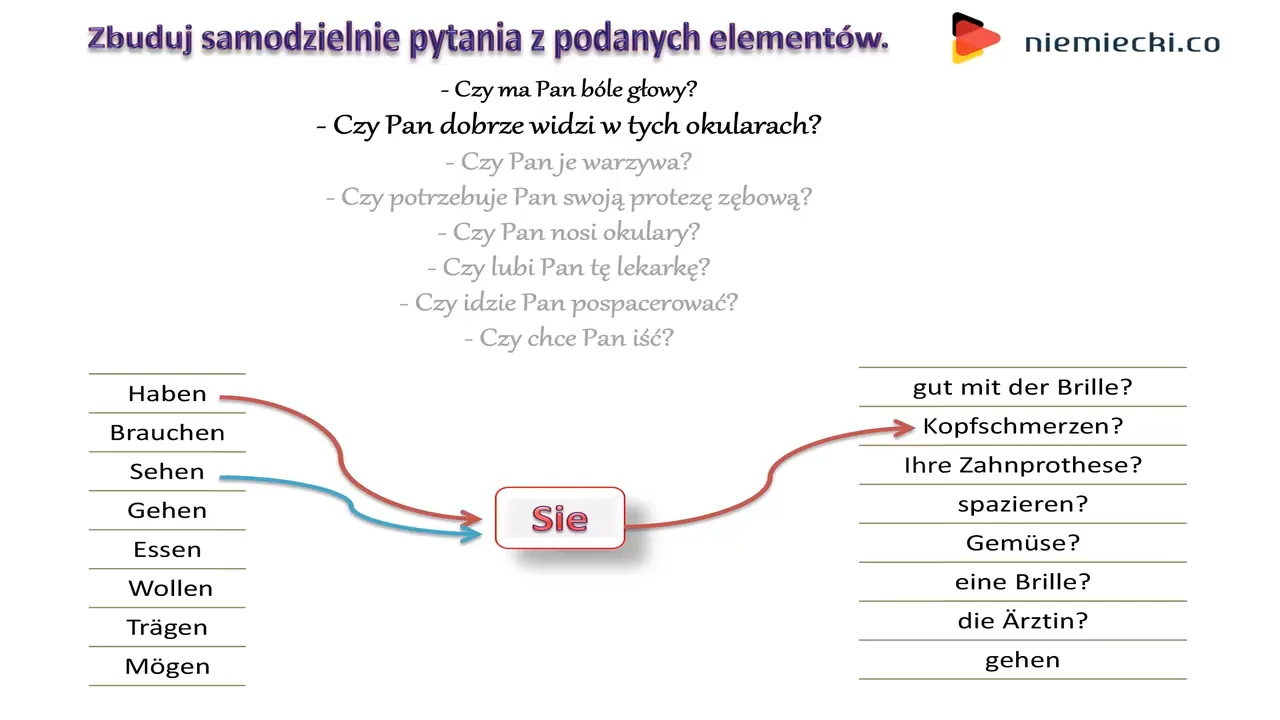 Zbuduj samodzielnie pytania z podanych elementów.
niemiecki.co
- Czy ma Pan bóle głowy?
- Czy Pan dobrze widzi w tych okularach?
- Czy Pan je warzywa?
- Czy potrzebuje Pan swoją protezę zębową?
- Czy Pan nosi okulary?
- Czy lubi Pan tę lekarkę?
- Czy idzie Pan pospacerować?
- Czy chce Pan iść?
Haben
Brauchen
Sehen
Gehen
Essen
Wollen
Trägen
Mögen
Sie
gut mit der Brille?
Kopfschmerzen?
Ihre Zahnprothese?
spazieren?
Gemüse?
eine Brille?
die Ärztin?
gehen